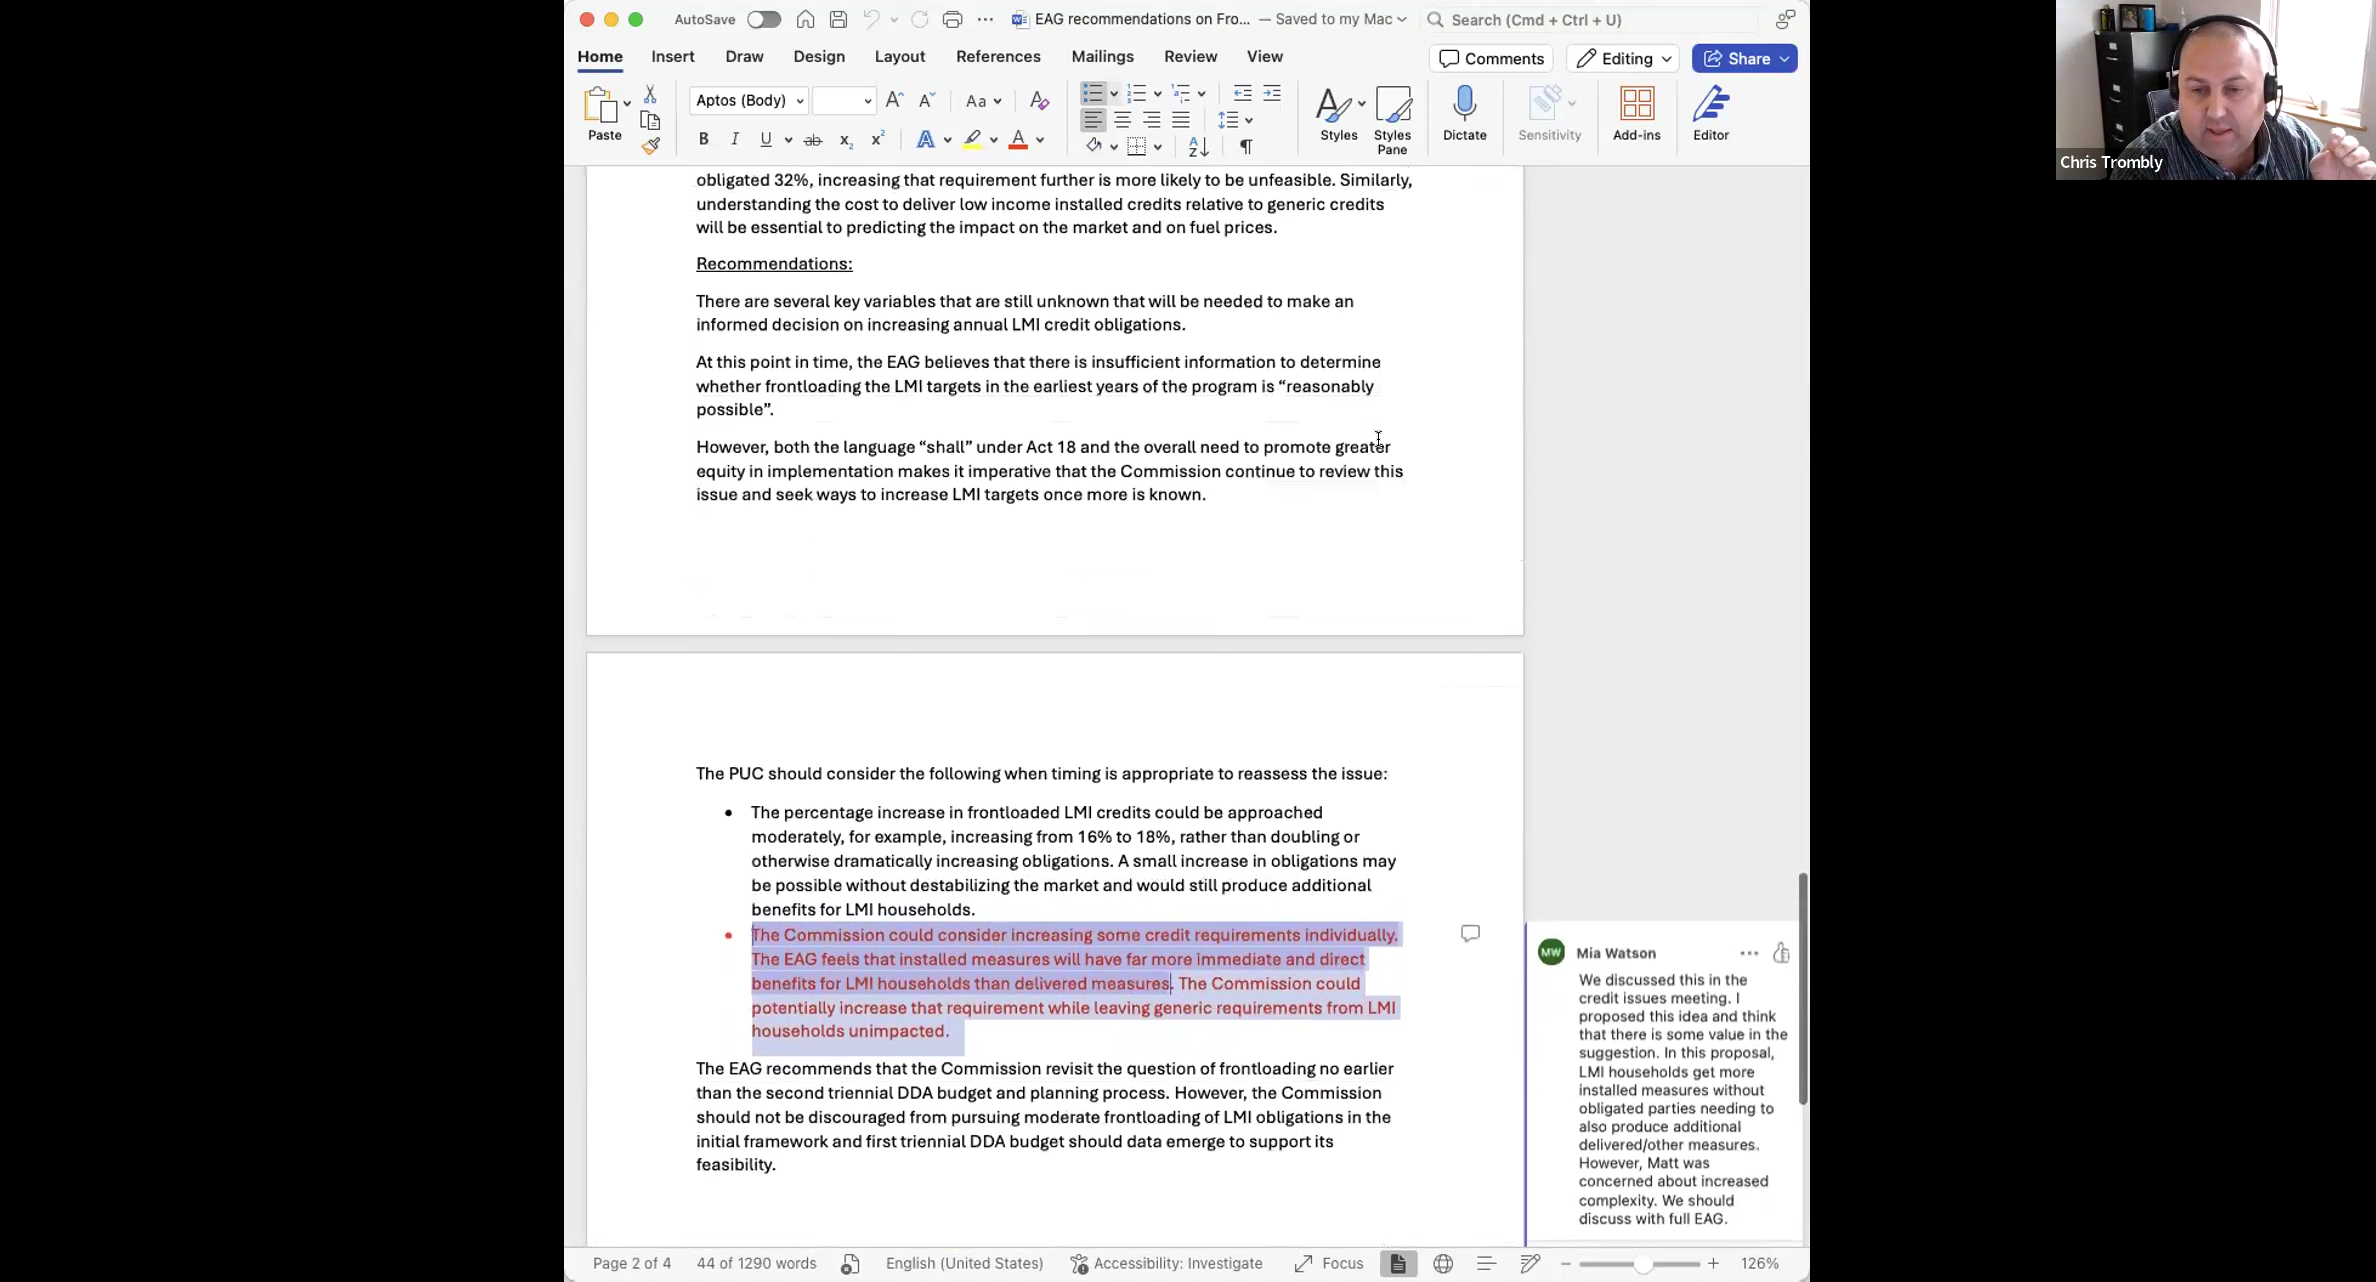 AutoSave
EAG recommendations on Fro... — Saved to my Mac
Search (Cmd + Ctrl + U)
Home Insert Draw Design Layout References Mailings Review View
Comments Editing Share
Paste
Aptos (Body)
Aa
B I U ab x₂ x² A A
Styles
Styles Pane
Dictate
Sensitivity
Add-ins
Editor
Chris Trombly
obligated 32%, increasing that requirement further is more likely to be unfeasible. Similarly,
understanding the cost to deliver low income installed credits relative to generic credits
will be essential to predicting the impact on the market and on fuel prices.
Recommendations:
There are several key variables that are still unknown that will be needed to make an
informed decision on increasing annual LMI credit obligations.
At this point in time, the EAG believes that there is insufficient information to determine
whether frontloading the LMI targets in the earliest years of the program is “reasonably
possible”.
However, both the language “shall” under Act 18 and the overall need to promote greater
equity in implementation makes it imperative that the Commission continue to review this
issue and seek ways to increase LMI targets once more is known.
The PUC should consider the following when timing is appropriate to reassess the issue:
• The percentage increase in frontloaded LMI credits could be approached
moderately, for example, increasing from 16% to 18%, rather than doubling or
otherwise dramatically increasing obligations. A small increase in obligations may
be possible without destabilizing the market and would still produce additional
benefits for LMI households.
• The Commission could consider increasing some credit requirements individually.
The EAG feels that installed measures will have far more immediate and direct
benefits for LMI households than delivered measures. The Commission could
potentially increase that requirement while leaving generic requirements from LMI
households unimpacted.
The EAG recommends that the Commission revisit the question of frontloading no earlier
than the second triennial DDA budget and planning process. However, the Commission
should not be discouraged from pursuing moderate frontloading of LMI obligations in the
initial framework and first triennial DDA budget should data emerge to support its
feasibility.
MW Mia Watson
We discussed this in the
credit issues meeting. I
proposed this idea and think
that there is some value in the
suggestion. In this proposal,
LMI households get more
installed measures without
obligated parties needing to
also produce additional
delivered/other measures.
However, Matt was
concerned about increased
complexity. We should
discuss with full EAG.
Page 2 of 4 44 of 1290 words English (United States) Accessibility: Investigate Focus 126%